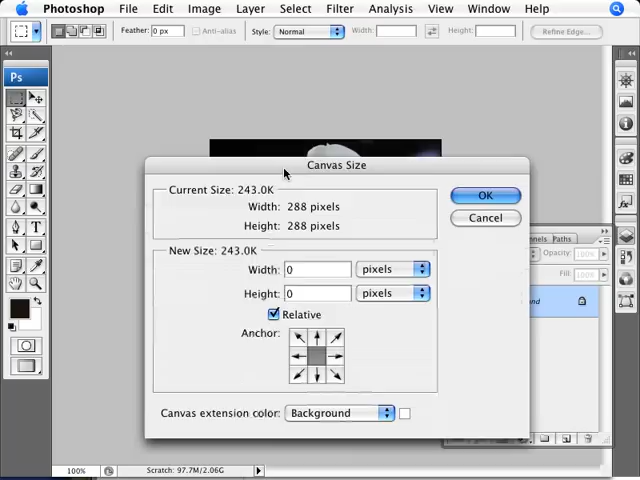 Photoshop File Edit Image Layer Select Filter Analysis View Window Help
Feather: 0 px Anti-alias Style: Normal Width: Height: Refine Edge...
Ps
Canvas Size
Current Size: 243.0K
Width: 288 pixels
Height: 288 pixels
OK
Cancel
New Size: 243.0K
Width: 0 pixels
Height: 0 pixels
Relative
Anchor:
Canvas extension color: Background
Paths
Opacity: 100%
Fill: 100%
100% Scratch: 97.7M/2.06G